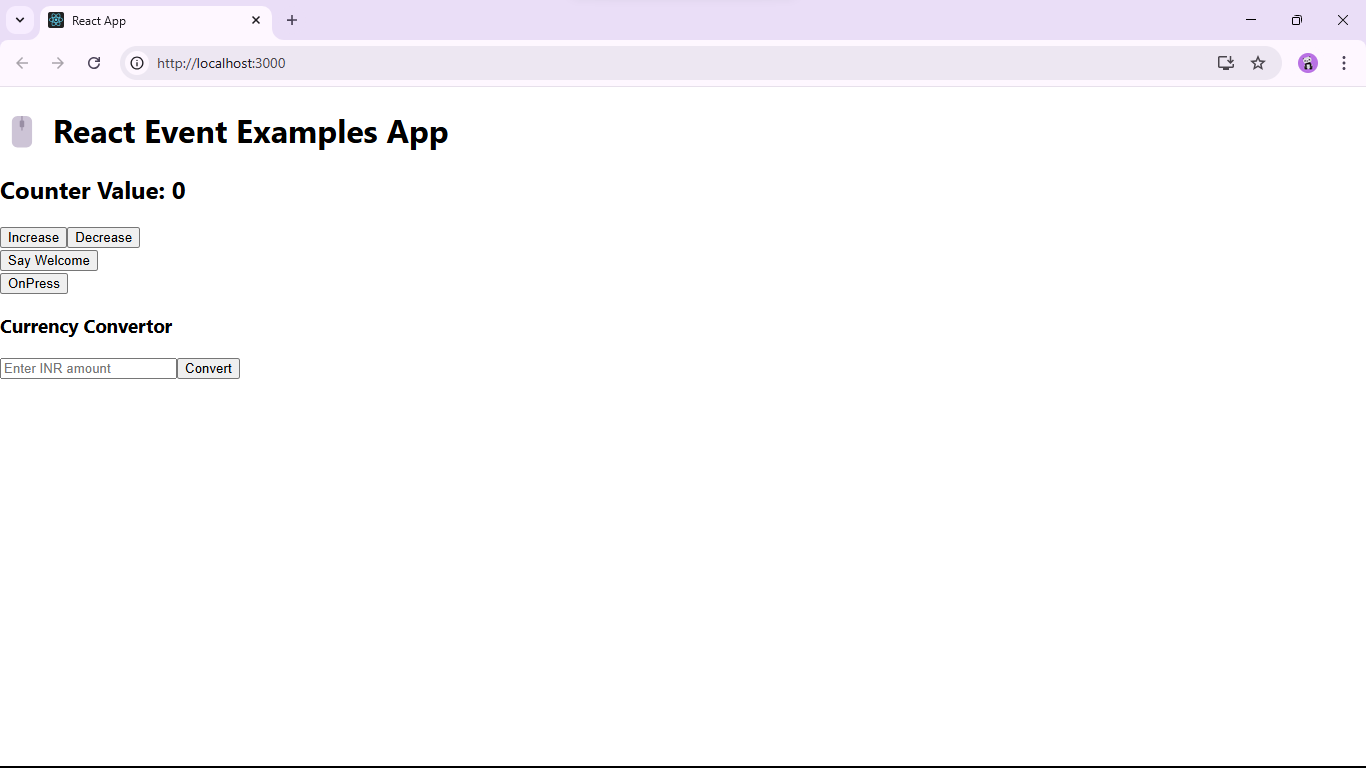 React App
http://localhost:3000
React Event Examples App
Counter Value: 0
Increase Decrease
Say Welcome
OnPress
Currency Convertor
Enter INR amount Convert